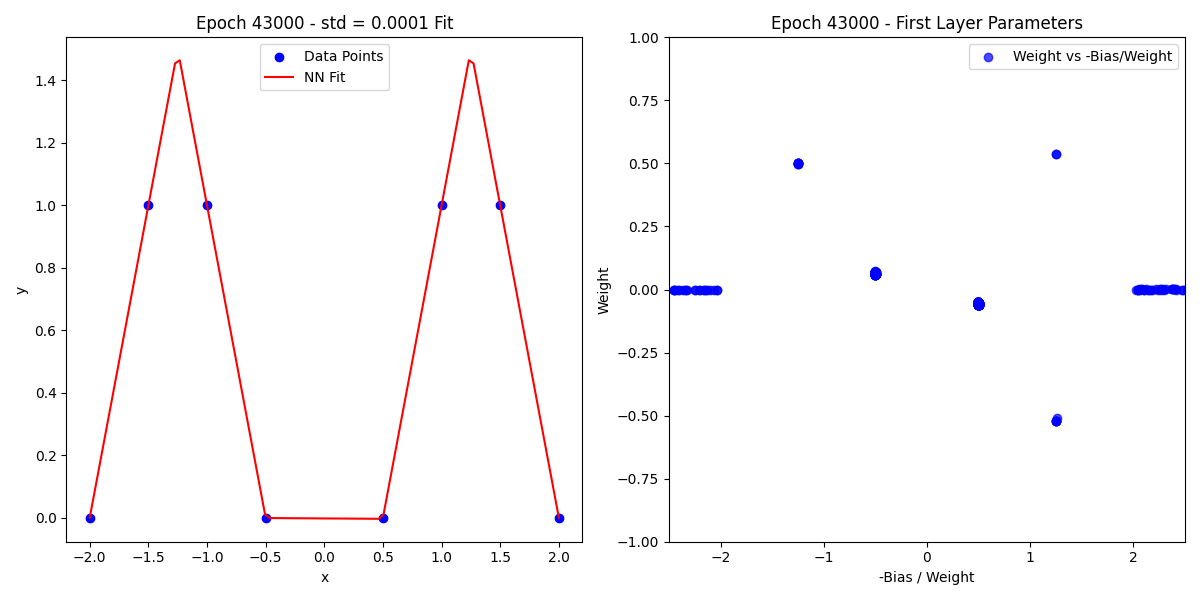 Epoch 43000 - std = 0.0001 Fit
Data Points
NN Fit
y
1.4
1.2
1.0
0.8
0.6
0.4
0.2
0.0
−2.0 −1.5 −1.0 −0.5 0.0 0.5 1.0 1.5 2.0
x
Epoch 43000 - First Layer Parameters
Weight vs -Bias/Weight
Weight
1.00
0.75
0.50
0.25
0.00
−0.25
−0.50
−0.75
−1.00
−2 −1 0 1 2
-Bias / Weight